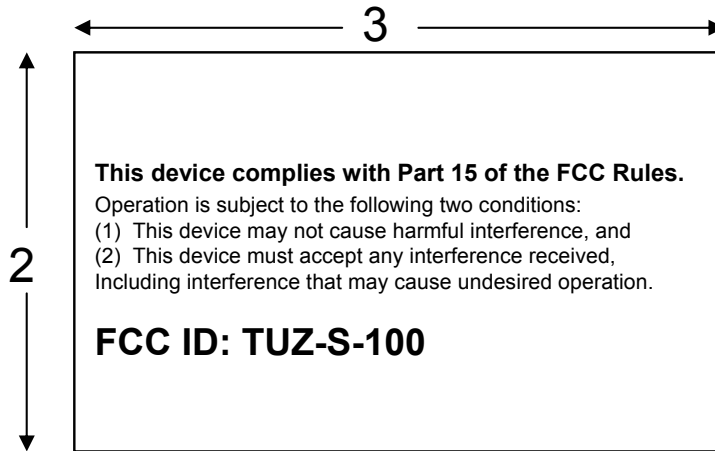 3
This device complies with Part 15 of the FCC Rules.
Operation is subject to the following two conditions:
(1) This device may not cause harmful interference, and
(2) This device must accept any interference received,
2
Including interference that may cause undesired operation.
FCC ID: TUZ-S-100